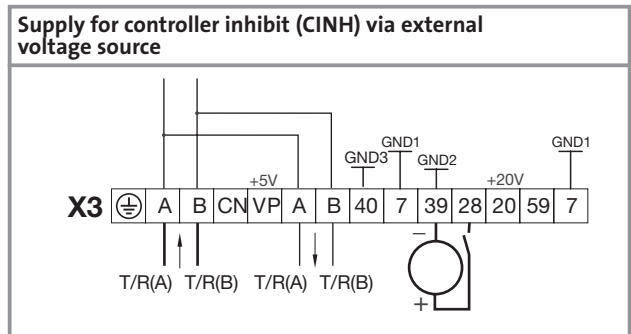 Supply for controller inhibit (CINH) via external
voltage source
GND1
GND1
GND3
GND2
+5V
+20V
X3 A B CN VP A B 40 7 39 28 20 59 7
–
T/R(A) T/R(B) T/R(A) T/R(B)
+